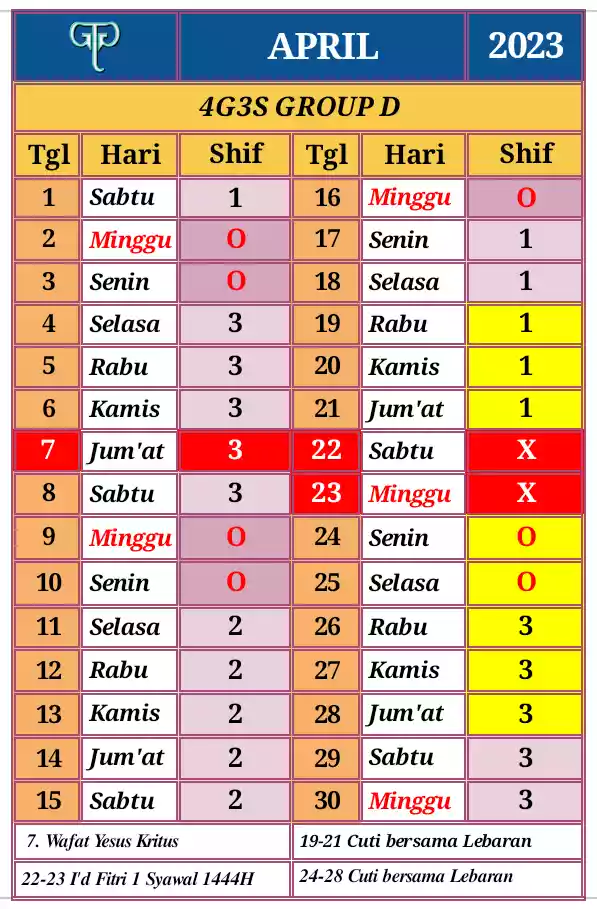 APRIL 2023
4G3S GROUP D
Tgl Hari Shif Tgl Hari Shif
1 Sabtu 1 16 Minggu O
2 Minggu O 17 Senin 1
3 Senin O 18 Selasa 1
4 Selasa 3 19 Rabu 1
5 Rabu 3 20 Kamis 1
6 Kamis 3 21 Jum'at 1
7 Jum'at 3 22 Sabtu X
8 Sabtu 3 23 Minggu X
9 Minggu O 24 Senin O
10 Senin O 25 Selasa O
11 Selasa 2 26 Rabu 3
12 Rabu 2 27 Kamis 3
13 Kamis 2 28 Jum'at 3
14 Jum'at 2 29 Sabtu 3
15 Sabtu 2 30 Minggu 3
7. Wafat Yesus Kritus 19-21 Cuti bersama Lebaran
22-23 I'd Fitri 1 Syawal 1444H 24-28 Cuti bersama Lebaran